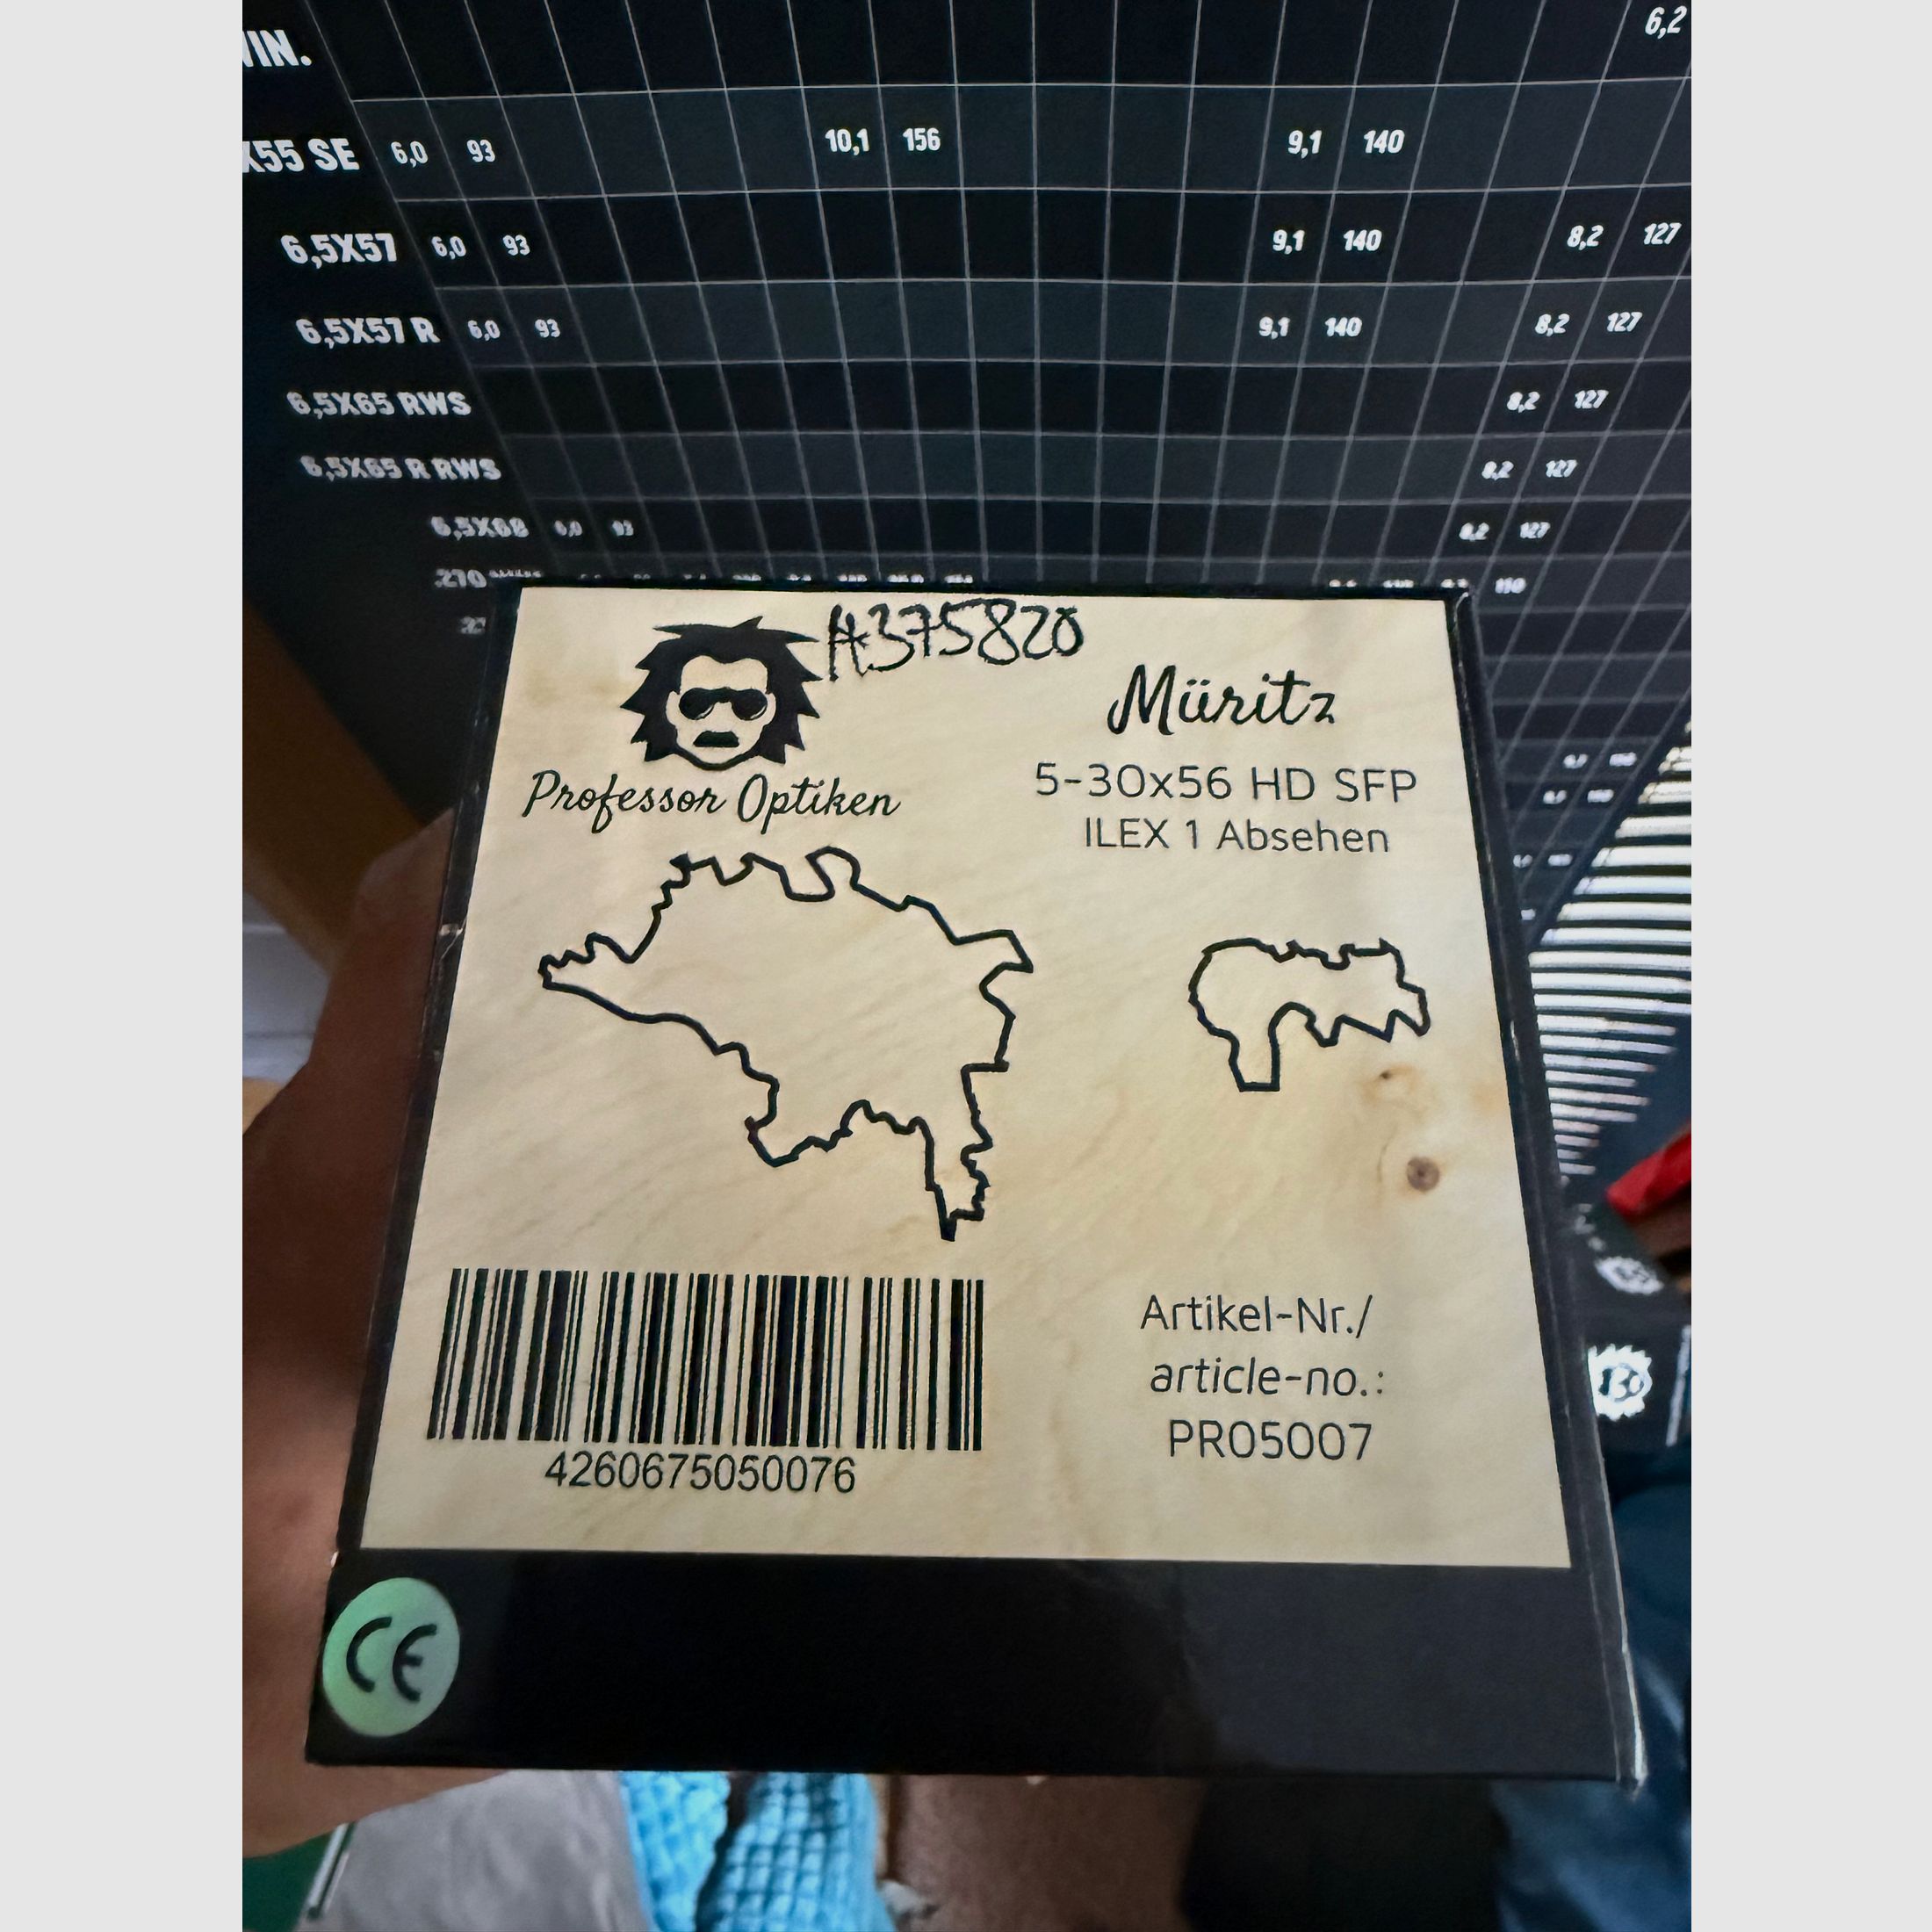 6,2
X55 SE 6,0 93 10,1 156 9,1 140
6,5X57 6,0 93 9,1 140 8,2 127
6,5X57 R 6,0 93 9,1 140 8,2 127
6,5X65 RWS 8,2 127
6,5X65 R RWS 8,2 127
6,5X68 6,0 93 8,2 127
.270
A375820
Müritz
Professor Optiken
5-30x56 HD SFP
ILEX 1 Absehen
4260675050076
Artikel-Nr./
article-no.:
PRO5007
CE
130